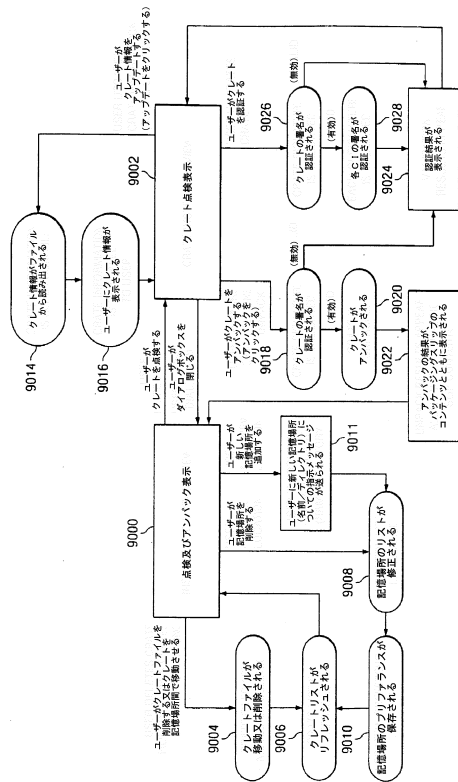 ユーザーが
クレート情報を
アップデートする
(アップデートをクリックする)
9014
クレート情報がファイル
から読み出される
9016
ユーザーにクレート情報が
表示される
9002
クレート点検表示
ユーザーがクレート
を認証する
9026
クレートの署名が
認証される
(無効)
(有効)
9028
各CIの署名が
認証される
9024
認証結果が
表示される
ユーザーが
クレートを点検する
ユーザーが
ダイアログボックスを
閉じる
ユーザーがクレートを
アンパックする
(アンパックを
クリックする)
9018
クレートの署名が
認証される
(無効)
(有効)
9020
クレートが
アンパックされる
9022
アンパックの結果が、
パッケージングスリップの
コンテンツとともに表示される
9000
点検及びアンパック表示
ユーザーが
新しい
記憶場所を
追加する
9011
ユーザーに新しい記憶場所
(名前/ディレクトリ)に
ついての指示メッセージ
が送られる
ユーザーが
記憶場所を
削除する
9008
記憶場所のリストが
修正される
9010
記憶場所のプリファランスが
保存される
ユーザーがクレートファイルを
削除する又はクレートを
記憶場所間で移動させる
9004
クレートファイルが
移動又は削除される
9006
クレートリストが
リフレッシュされる